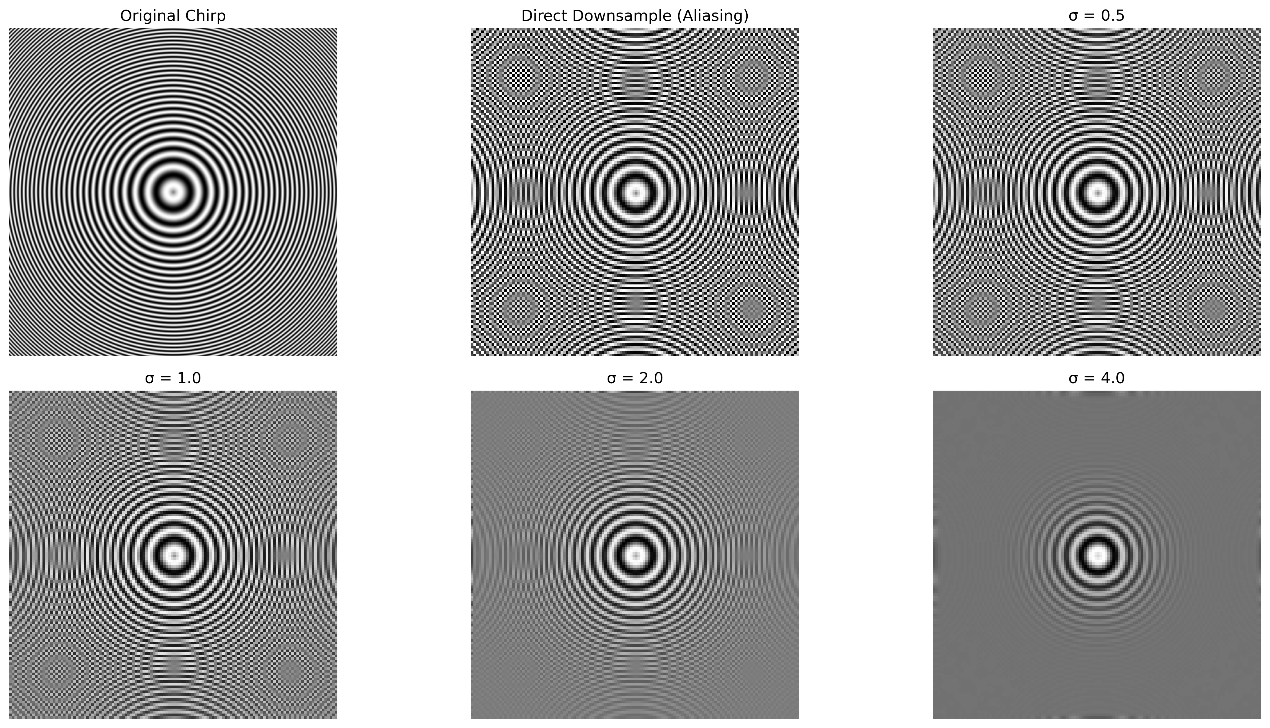 Original Chirp
Direct Downsample (Aliasing)
σ = 0.5
σ = 1.0
σ = 2.0
σ = 4.0